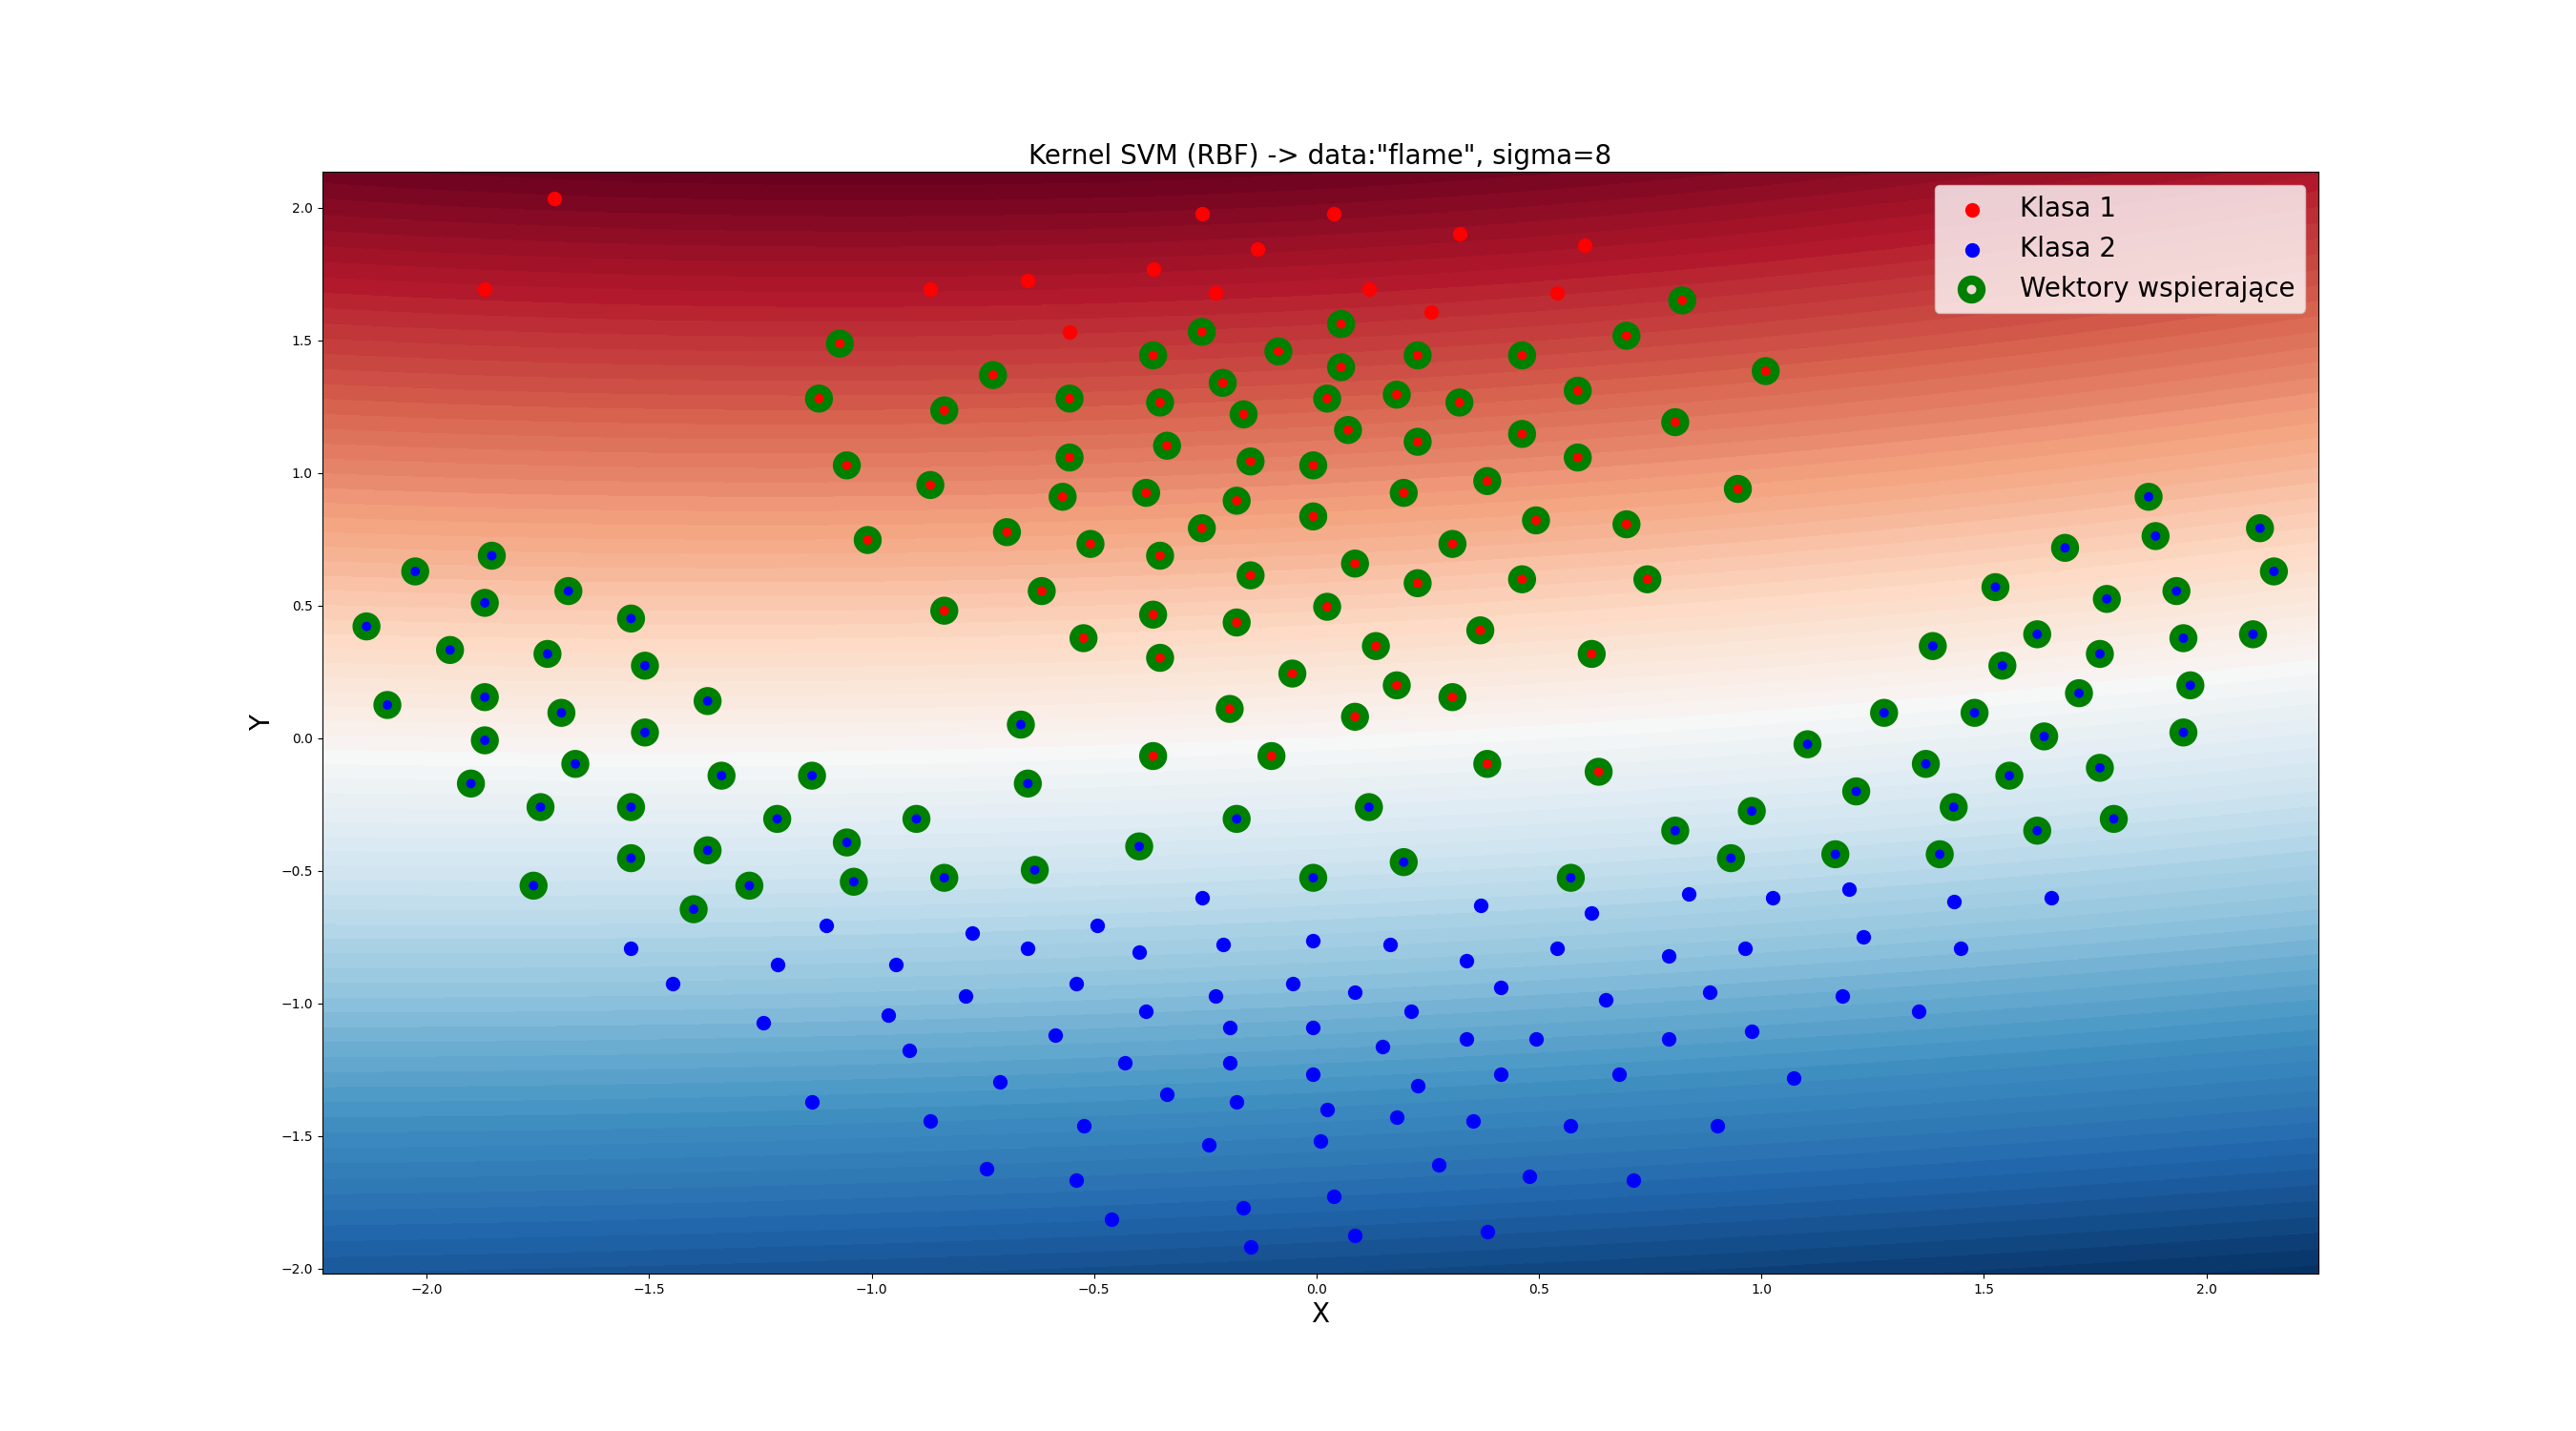 Kernel SVM (RBF) -> data:"flame", sigma=8
Klasa 1
Klasa 2
Wektory wspierające
2.0
1.5
1.0
0.5
0.0
−0.5
−1.0
−1.5
−2.0
Y
−2.0 −1.5 −1.0 −0.5 0.0 0.5 1.0 1.5 2.0
X